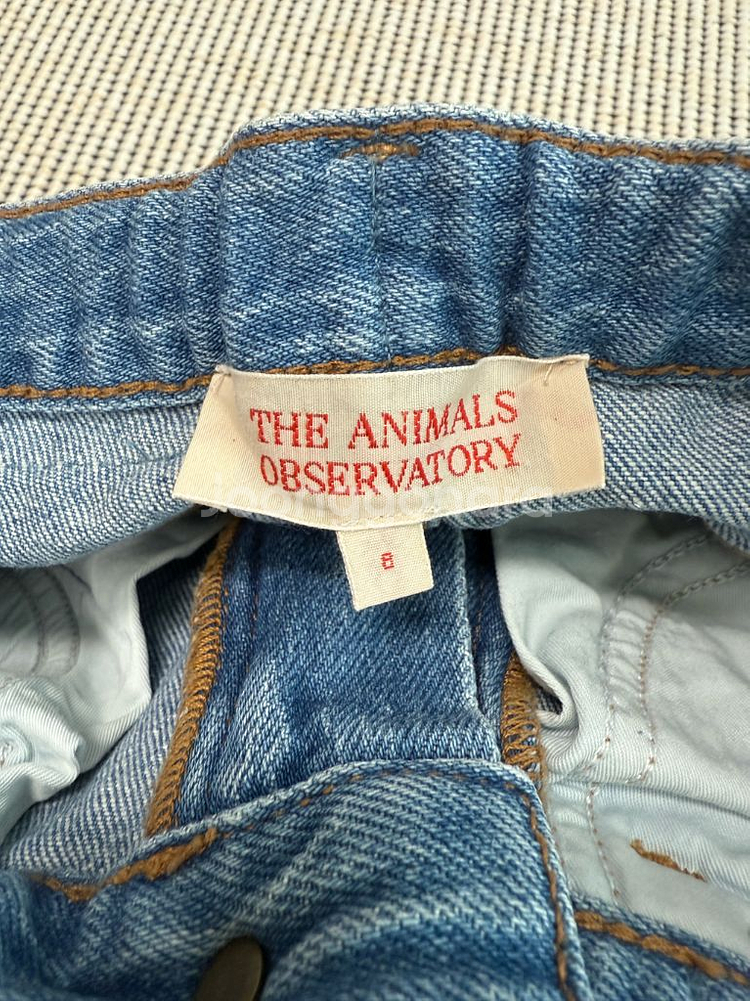 THE ANIMALS
OBSERVATORY
8